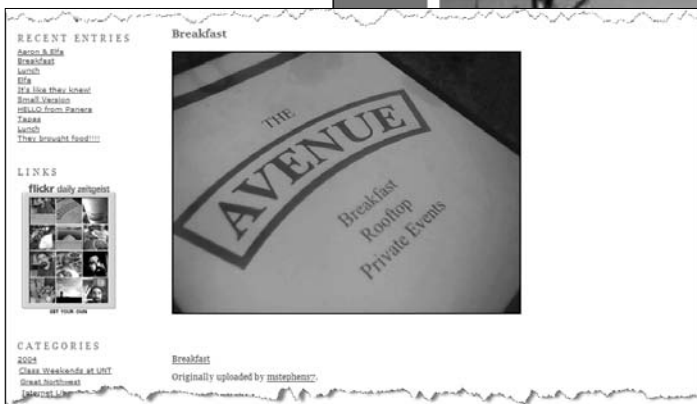 RECENT ENTRIES
Aaron & Elfa
Breakfast
Lunch
Elfa
It's like they knew!
Small Version
HELLO from Panera
Tapas
Lunch
They brought food!!!!
LINKS
flickr daily zeitgeist
GET YOUR OWN
CATEGORIES
2004
Class Weekends at UNT
Great Northwest
Breakfast
THE
AVENUE
Breakfast
Rooftop
Private Events
Breakfast
Originally uploaded by mstephens7.